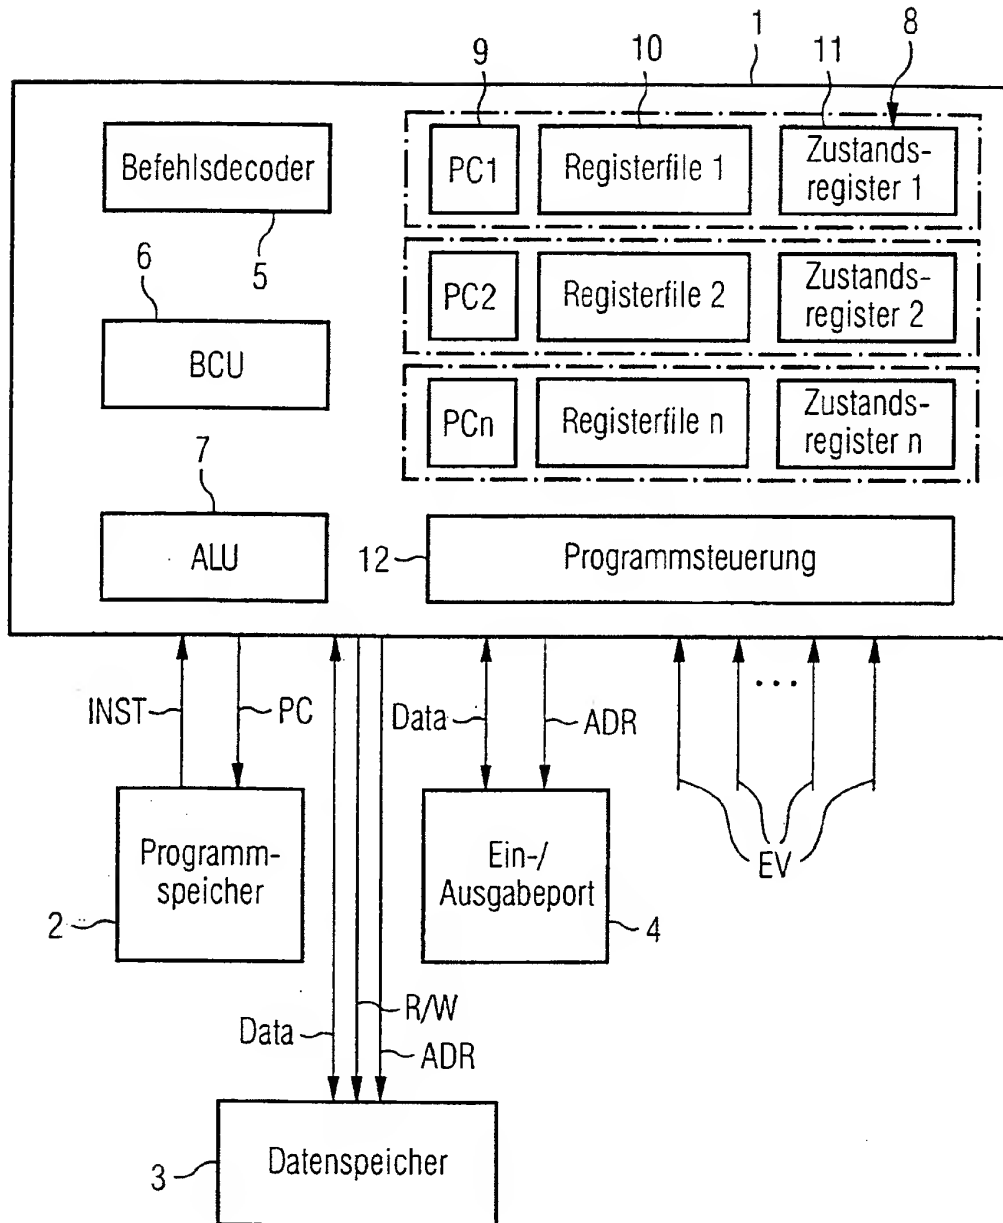 1
9
10
11
8
Befehlsdecoder
PC1
Registerfile 1
Zustands-
register 1
5
6
PC2
Registerfile 2
Zustands-
register 2
BCU
PCn
Registerfile n
Zustands-
register n
7
ALU
12
Programmsteuerung
INST
PC
Data
ADR
...
EV
Programm-
speicher
2
Ein-/
Ausgabeport
4
R/W
Data
ADR
Datenspeicher
3